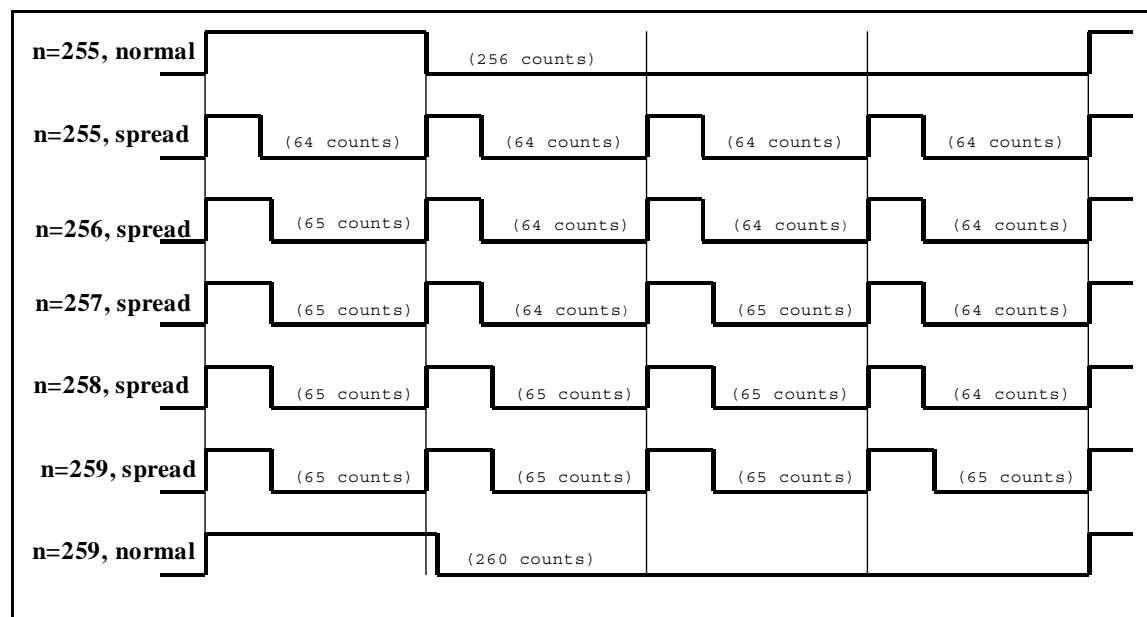 n=255, normal
(256 counts)
n=255, spread
(64 counts) (64 counts) (64 counts) (64 counts)
n=256, spread
(65 counts) (64 counts) (64 counts) (64 counts)
n=257, spread
(65 counts) (64 counts) (65 counts) (64 counts)
n=258, spread
(65 counts) (65 counts) (65 counts) (64 counts)
n=259, spread
(65 counts) (65 counts) (65 counts) (65 counts)
n=259, normal
(260 counts)